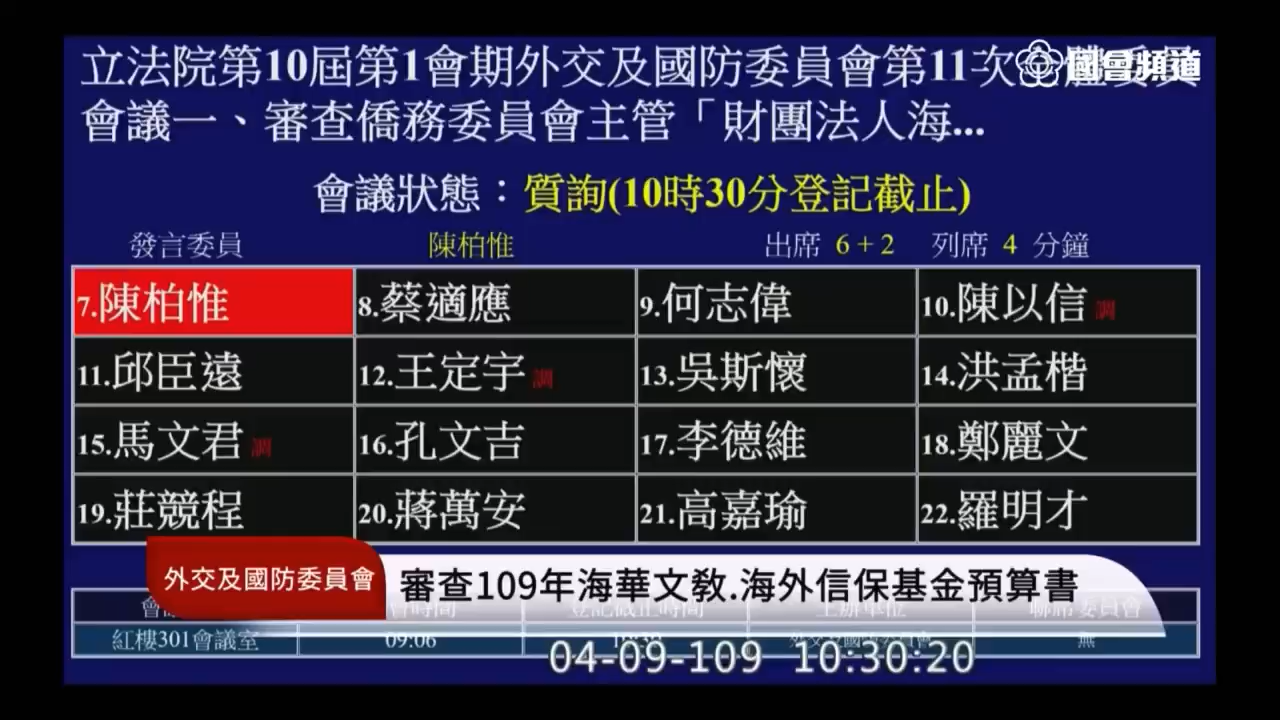 立法院第10屆第1會期外交及國防委員會第11次
國會頻道
會議一、審查僑務委員會主管「財團法人海...
會議狀態：質詢(10時30分登記截止)
發言委員 陳柏惟 出席 6+2 列席 4 分鐘
7.陳柏惟 8.蔡適應 9.何志偉 10.陳以信 調
11.邱臣遠 12.王定宇 調 13.吳斯懷 14.洪孟楷
15.馬文君 調 16.孔文吉 17.李德維 18.鄭麗文
19.莊競程 20.蔣萬安 21.高嘉瑜 22.羅明才
外交及國防委員會 審查109年海華文教.海外信保基金預算書
紅樓301會議室 09:06 無
04-09-109 10:30:20